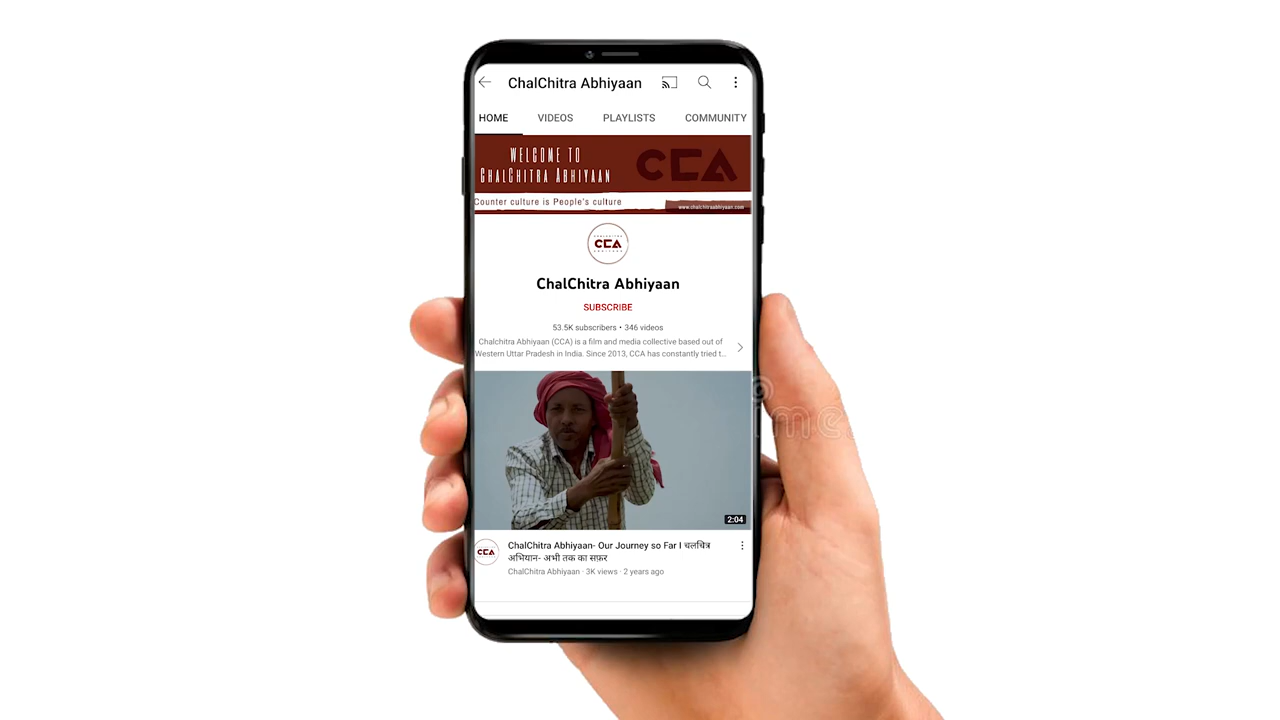 ChalChitra Abhiyaan
HOME VIDEOS PLAYLISTS COMMUNITY
WELCOME TO
CHALCHITRA ABHIYAAN
CCA
Counter culture is People's culture
www.chalchitraabhiyaan.com
CCA
ChalChitra Abhiyaan
SUBSCRIBE
53.5K subscribers • 346 videos
Chalchitra Abhiyaan (CCA) is a film and media collective based out of
Western Uttar Pradesh in India. Since 2013, CCA has constantly tried t...
2:04
CCA
ChalChitra Abhiyaan- Our Journey so Far I चलचित्र
अभियान- अभी तक का सफ़र
ChalChitra Abhiyaan · 3K views · 2 years ago